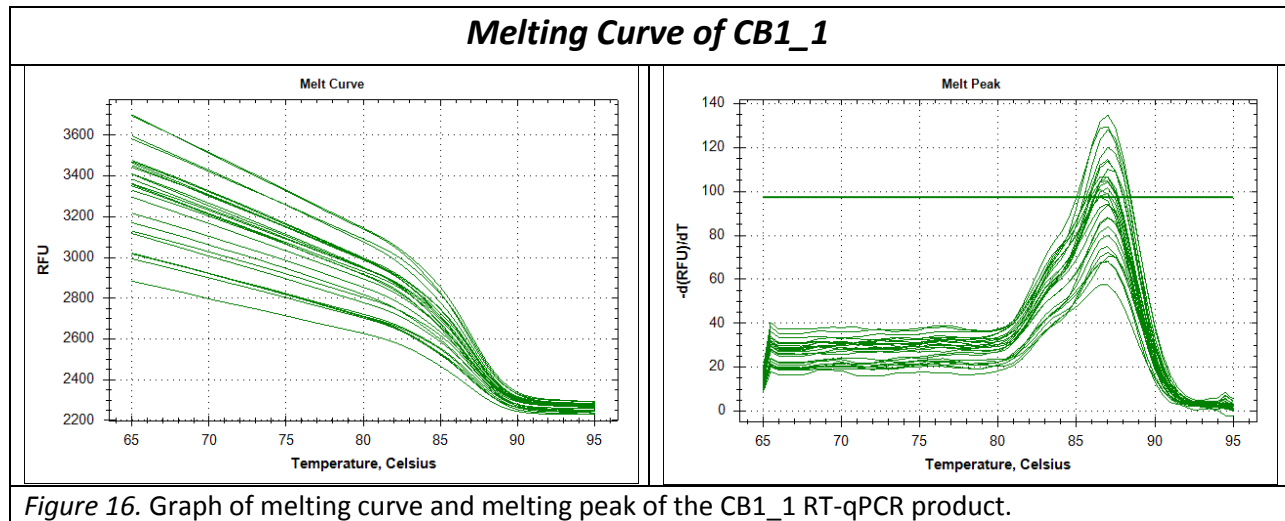 Melting Curve of CB1_1
Melt Curve
3600
3400
3200
3000
2800
2600
2400
2200
RFU
65 70 75 80 85 90 95
Temperature, Celsius
Melt Peak
140
120
100
80
60
40
20
0
-d(RFU)/dT
65 70 75 80 85 90 95
Temperature, Celsius
Figure 16. Graph of melting curve and melting peak of the CB1_1 RT-qPCR product.